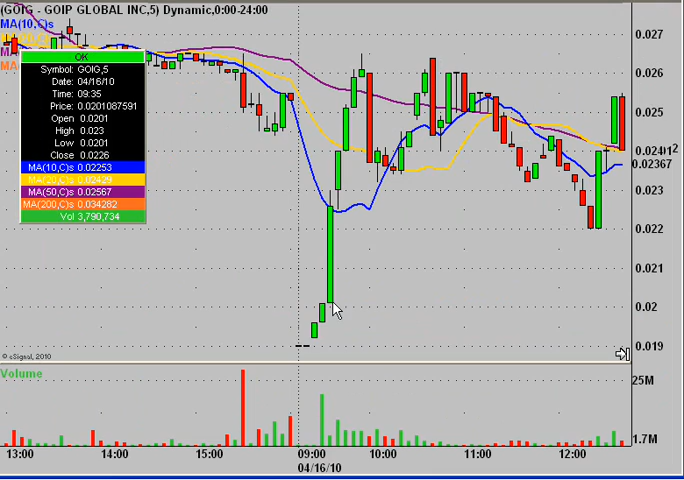 (GOIG - GOIP GLOBAL INC,5) Dynamic,0:00-24:00
MA(10,C)s
OK
Symbol: GOIG,5
Date: 04/16/10
Time: 09:35
Price: 0.0201087591
Open 0.0201
High 0.023
Low 0.0201
Close 0.0226
MA(10,C)s 0.02253
0.02429
MA(50,C)s 0.02567
MA(200,C)s 0.034282
Vol 3,790,734
0.027
0.026
0.025
0.02367
0.023
0.022
0.021
0.02
0.019
© eSignal, 2010
Volume
25M
1.7M
13:00 14:00 15:00 09:00 10:00 11:00 12:00
04/16/10